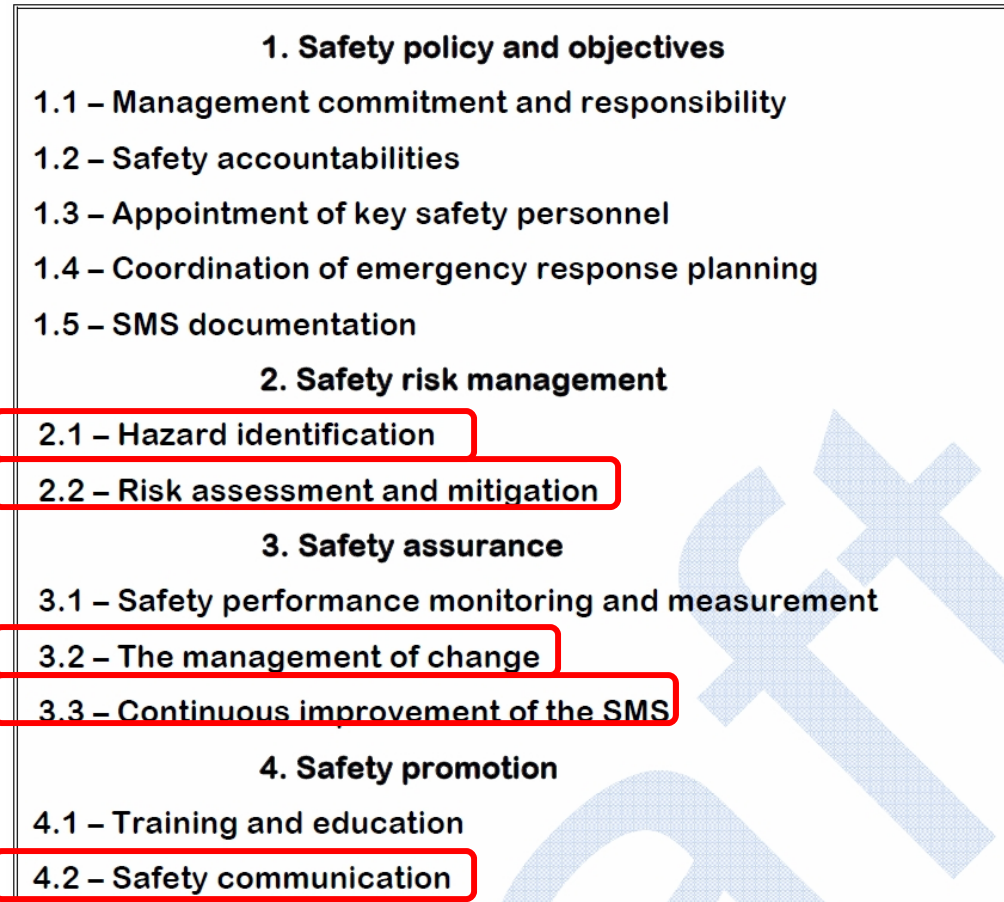 1. Safety policy and objectives
1.1 – Management commitment and responsibility
1.2 – Safety accountabilities
1.3 – Appointment of key safety personnel
1.4 – Coordination of emergency response planning
1.5 – SMS documentation
2. Safety risk management
2.1 – Hazard identification
2.2 – Risk assessment and mitigation
3. Safety assurance
3.1 – Safety performance monitoring and measurement
3.2 – The management of change
3.3 – Continuous improvement of the SMS
4. Safety promotion
4.1 – Training and education
4.2 – Safety communication